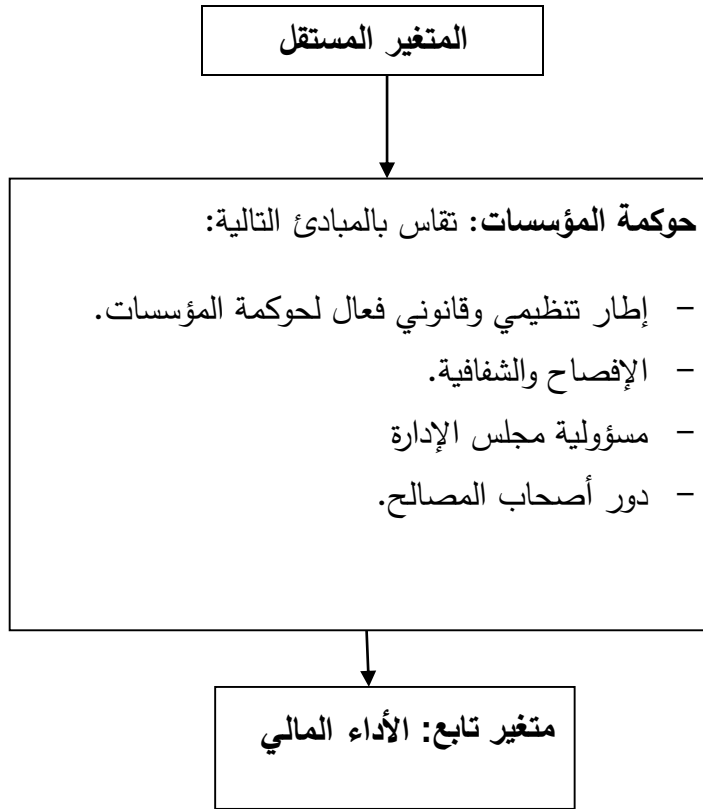 المتغير المستقل
حوكمة المؤسسات: تقاس بالمبادئ التالية:
- إطار تنظيمي وقانوني فعال لحوكمة المؤسسات.
- الإفصاح والشفافية.
- مسؤولية مجلس الإدارة
- دور أصحاب المصالح.
متغير تابع: الأداء المالي